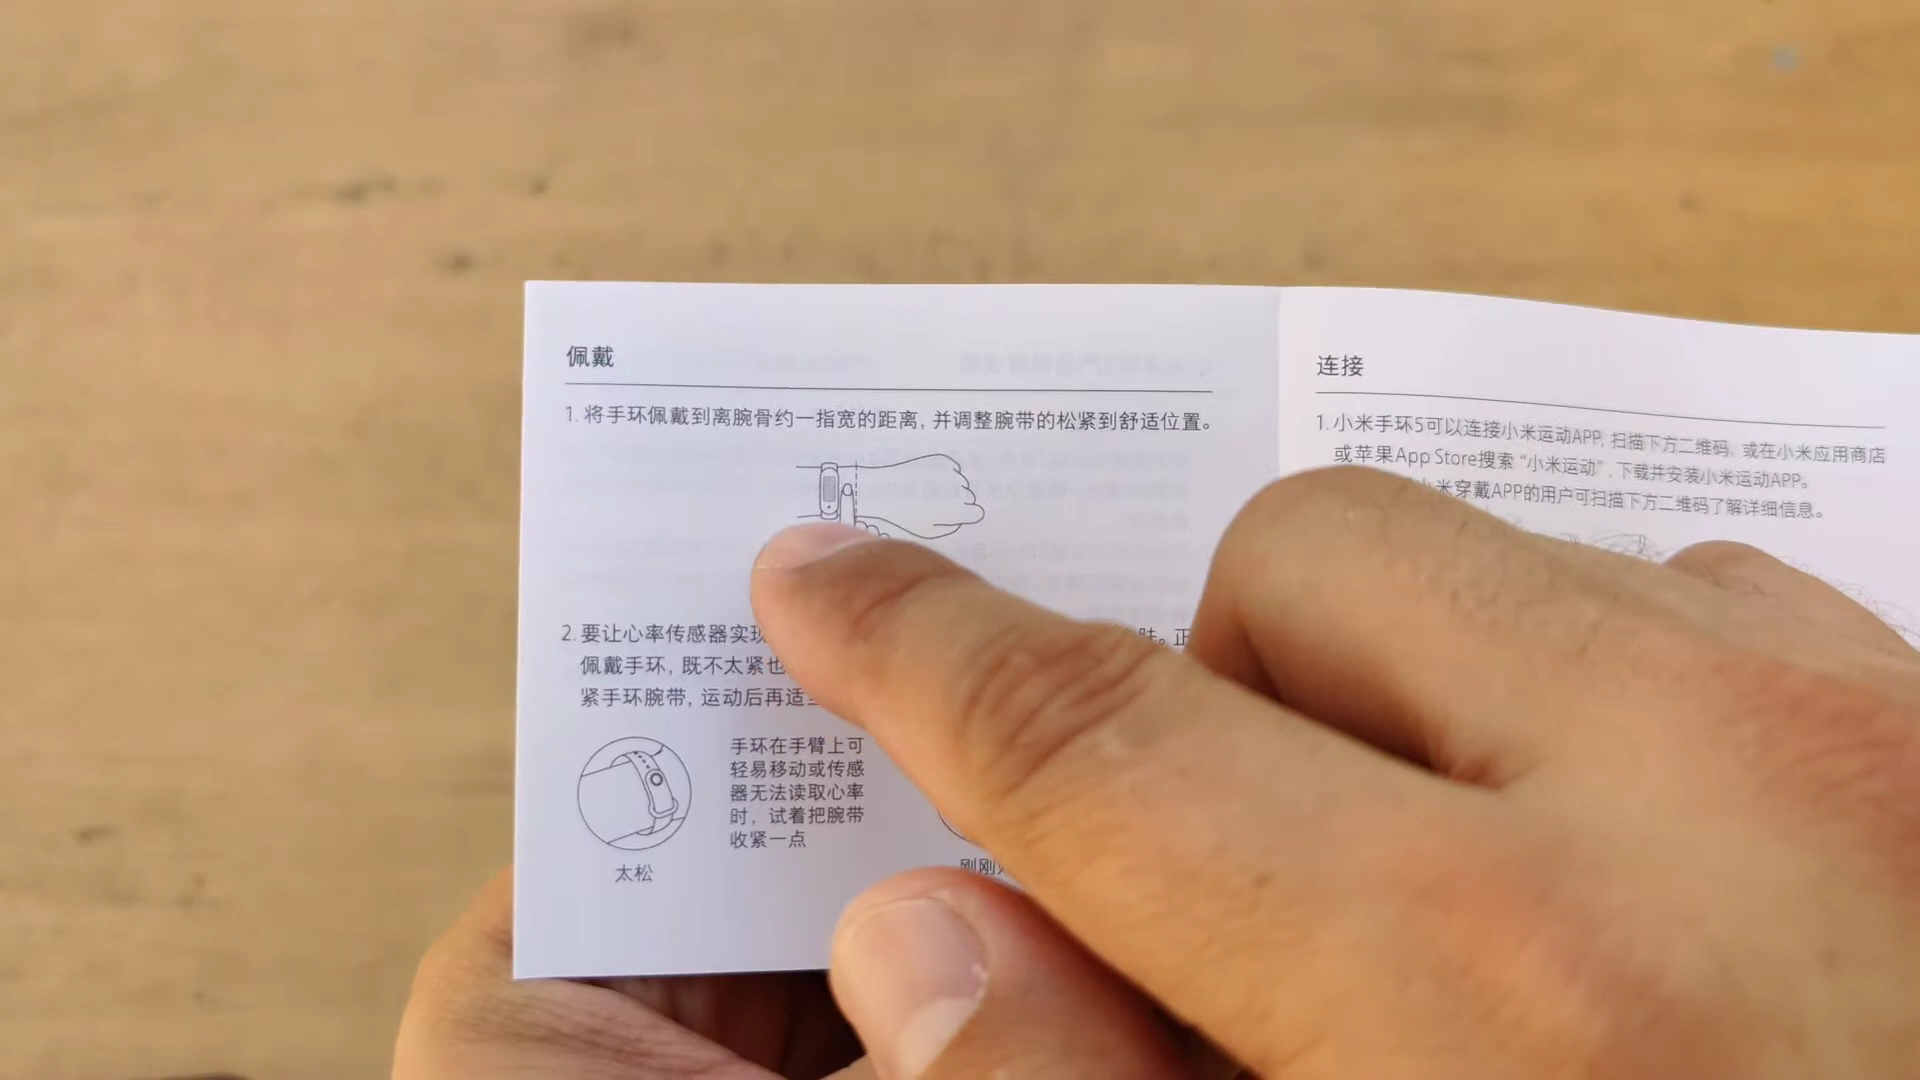 佩戴
1. 将手环佩戴到离腕骨约一指宽的距离, 并调整腕带的松紧到舒适位置。
2. 要让心率传感器实现
肤。正
佩戴手环, 既不太紧也
紧手环腕带, 运动后再适
手环在手臂上可
轻易移动或传感
器无法读取心率
时, 试着把腕带
收紧一点
太松
刚刚
连接
1. 小米手环5可以连接小米运动APP, 扫描下方二维码, 或在小米应用商店
或苹果App Store搜索 “小米运动” , 下载并安装小米运动APP。
小米穿戴APP的用户可扫描下方二维码了解详细信息。